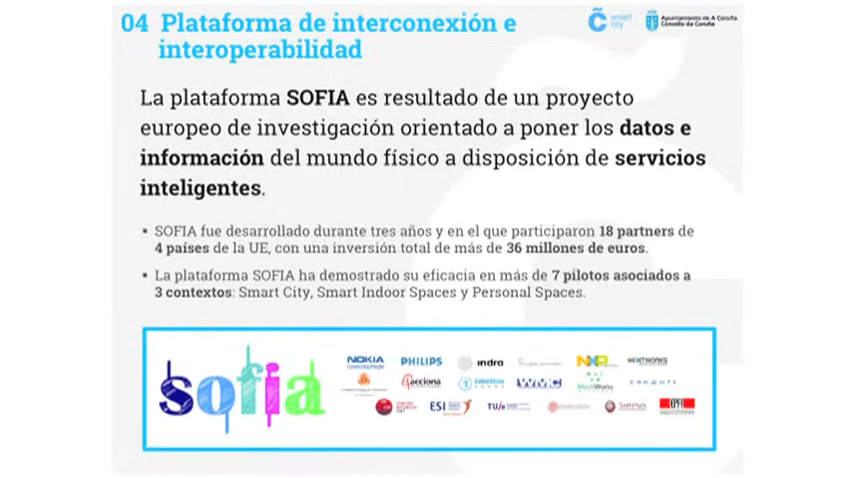 04 Plataforma de interconexión e
interoperabilidad
smart
city
Ayuntamiento de A Coruña
Concello da Coruña
La plataforma SOFIA es resultado de un proyecto
europeo de investigación orientado a poner los datos e
información del mundo físico a disposición de servicios
inteligentes.
▪ SOFIA fue desarrollado durante tres años y en el que participaron 18 partners de
4 países de la UE, con una inversión total de más de 36 millones de euros.
▪ La plataforma SOFIA ha demostrado su eficacia en más de 7 pilotos asociados a
3 contextos: Smart City, Smart Indoor Spaces y Personal Spaces.
sofia
NOKIA PHILIPS indra NXP NEXTWORKS
acciona EUROTECH WMC MeshWorks CONANTE
ESI TU/e